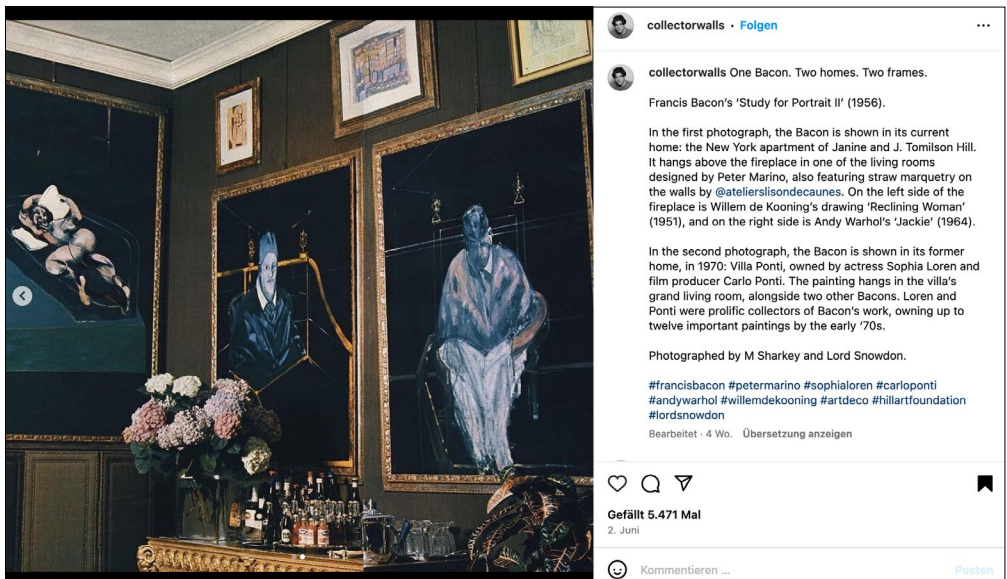 collectorwalls • Folgen
collectorwalls One Bacon. Two homes. Two frames.
Francis Bacon's 'Study for Portrait II' (1956).
In the first photograph, the Bacon is shown in its current
home: the New York apartment of Janine and J. Tomilson Hill.
It hangs above the fireplace in one of the living rooms
designed by Peter Marino, also featuring straw marquetry on
the walls by @atelierslisondecaunes. On the left side of the
fireplace is Willem de Kooning's drawing 'Reclining Woman'
(1951), and on the right side is Andy Warhol's 'Jackie' (1964).
In the second photograph, the Bacon is shown in its former
home, in 1970: Villa Ponti, owned by actress Sophia Loren and
film producer Carlo Ponti. The painting hangs in the villa's
grand living room, alongside two other Bacons. Loren and
Ponti were prolific collectors of Bacon's work, owning up to
twelve important paintings by the early '70s.
Photographed by M Sharkey and Lord Snowdon.
#francisbacon #petermarino #sophialoren #carloponti
#andywarhol #willemdekooning #artdeco #hillartfoundation
#lordsnowdon
Bearbeitet · 4 Wo. Übersetzung anzeigen
Gefällt 5.471 Mal
2. Juni
Kommentieren ...
Posten